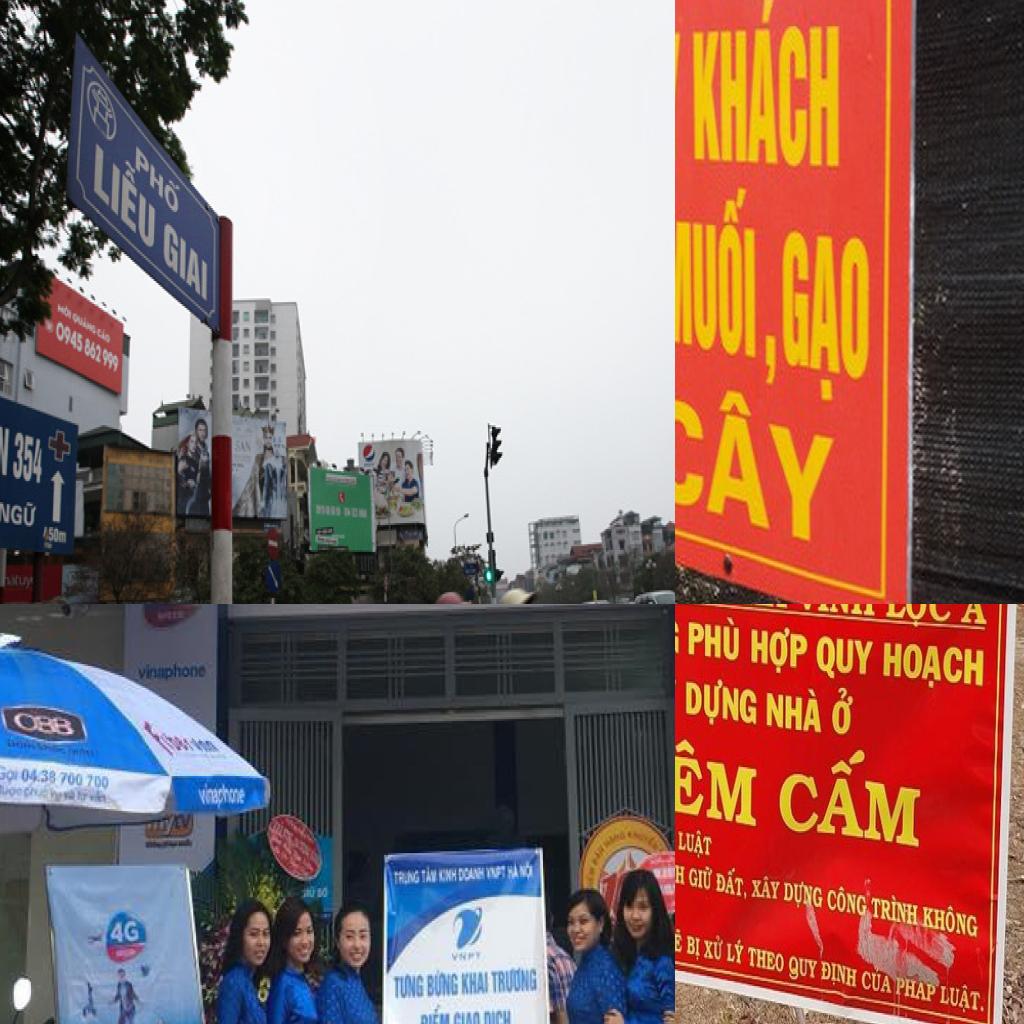 PHỐ
LIỄU GIAI
MỜI QUẢNG CÁO
0945 862 999
N 354
NGỮ
450m
KHÁCH
MUỐI, GẠO
CÂY
VĨNH LỘC A
PHÙ HỢP QUY HOẠCH
DỰNG NHÀ Ở
ÊM CẤM
LUẬT
H GIỮ ĐẤT, XÂY DỰNG CÔNG TRÌNH KHÔNG
BỊ XỬ LÝ THEO QUY ĐỊNH CỦA PHÁP LUẬT.
vinaphone
Gọi 04.38 700 700
vinaphone
4G
TRUNG TÂM KINH DOANH VNPT HÀ NỘI
VNPT
TƯNG BỪNG KHAI TRƯƠNG
ĐIỂM GIAO DỊCH